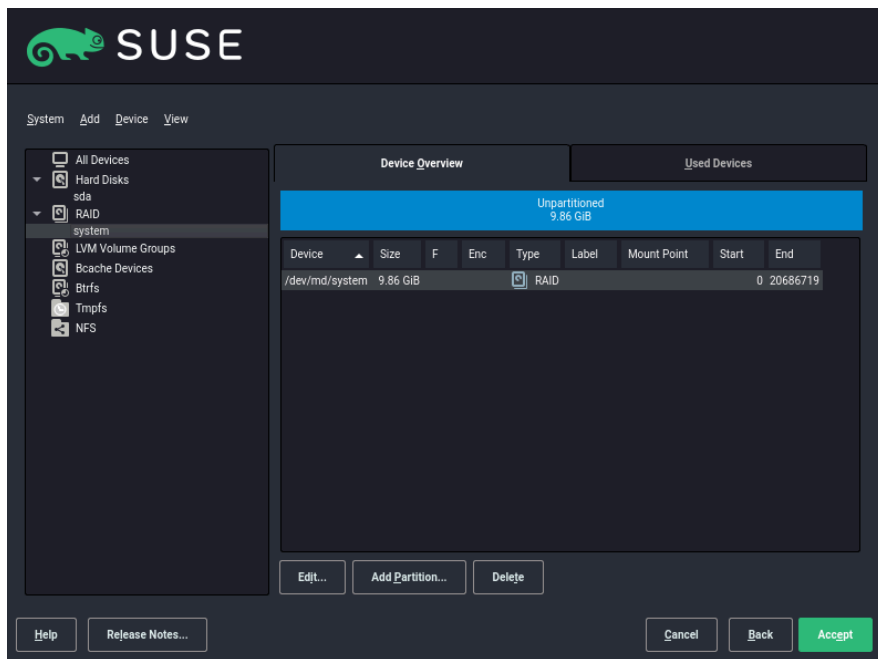 SUSE
System Add Device View
All Devices
Hard Disks
sda
RAID
system
LVM Volume Groups
Bcache Devices
Btrfs
Tmpfs
NFS
Device Overview
Used Devices
Unpartitioned
9.86 GiB
Device Size F Enc Type Label Mount Point Start End
/dev/md/system 9.86 GiB RAID 0 20686719
Edit... Add Partition... Delete
Help Release Notes... Cancel Back Accept